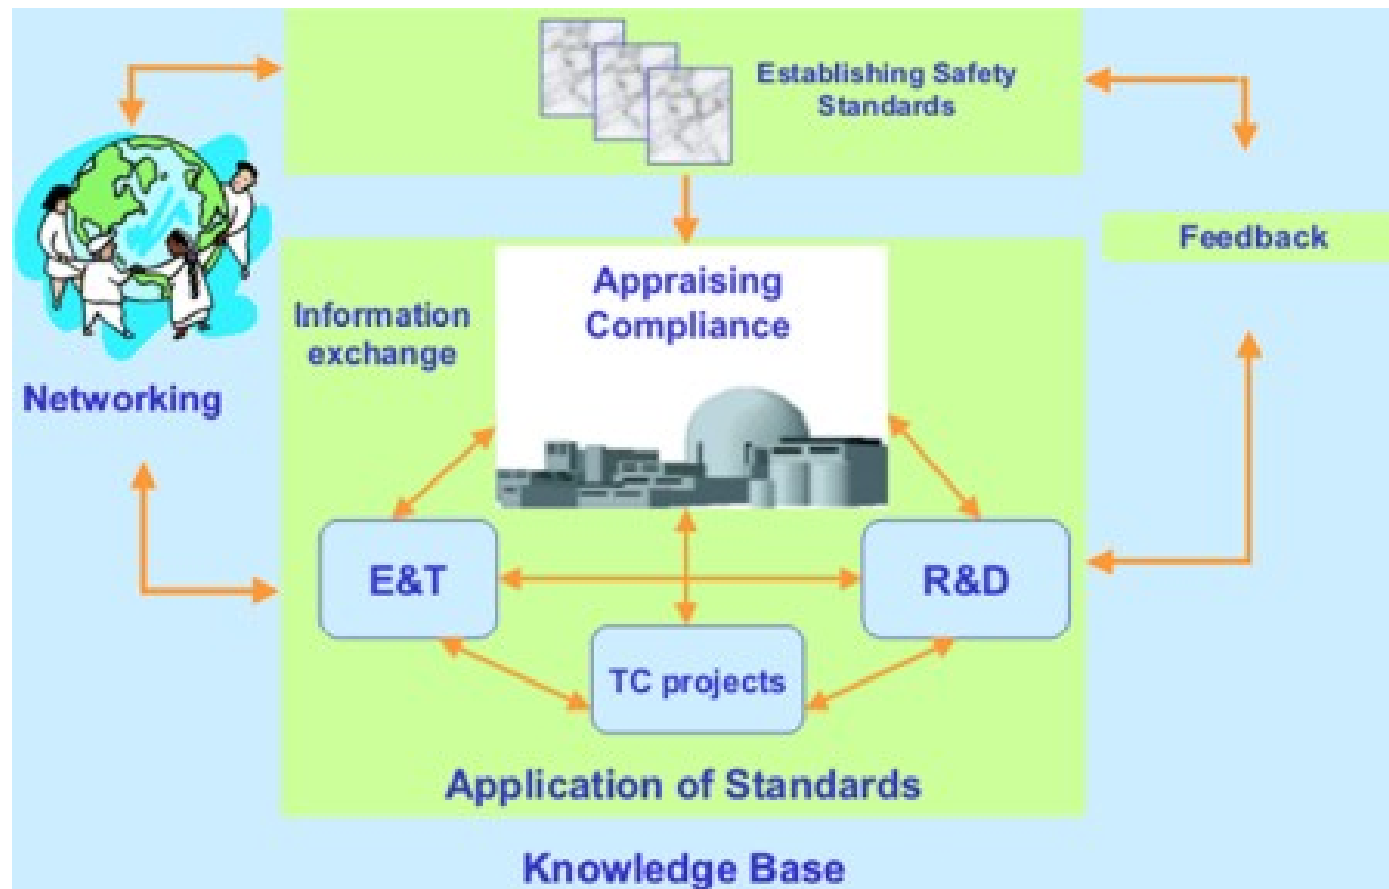 Establishing Safety
Standards
Feedback
Appraising
Compliance
Information
exchange
Networking
E&T
R&D
TC projects
Application of Standards
Knowledge Base